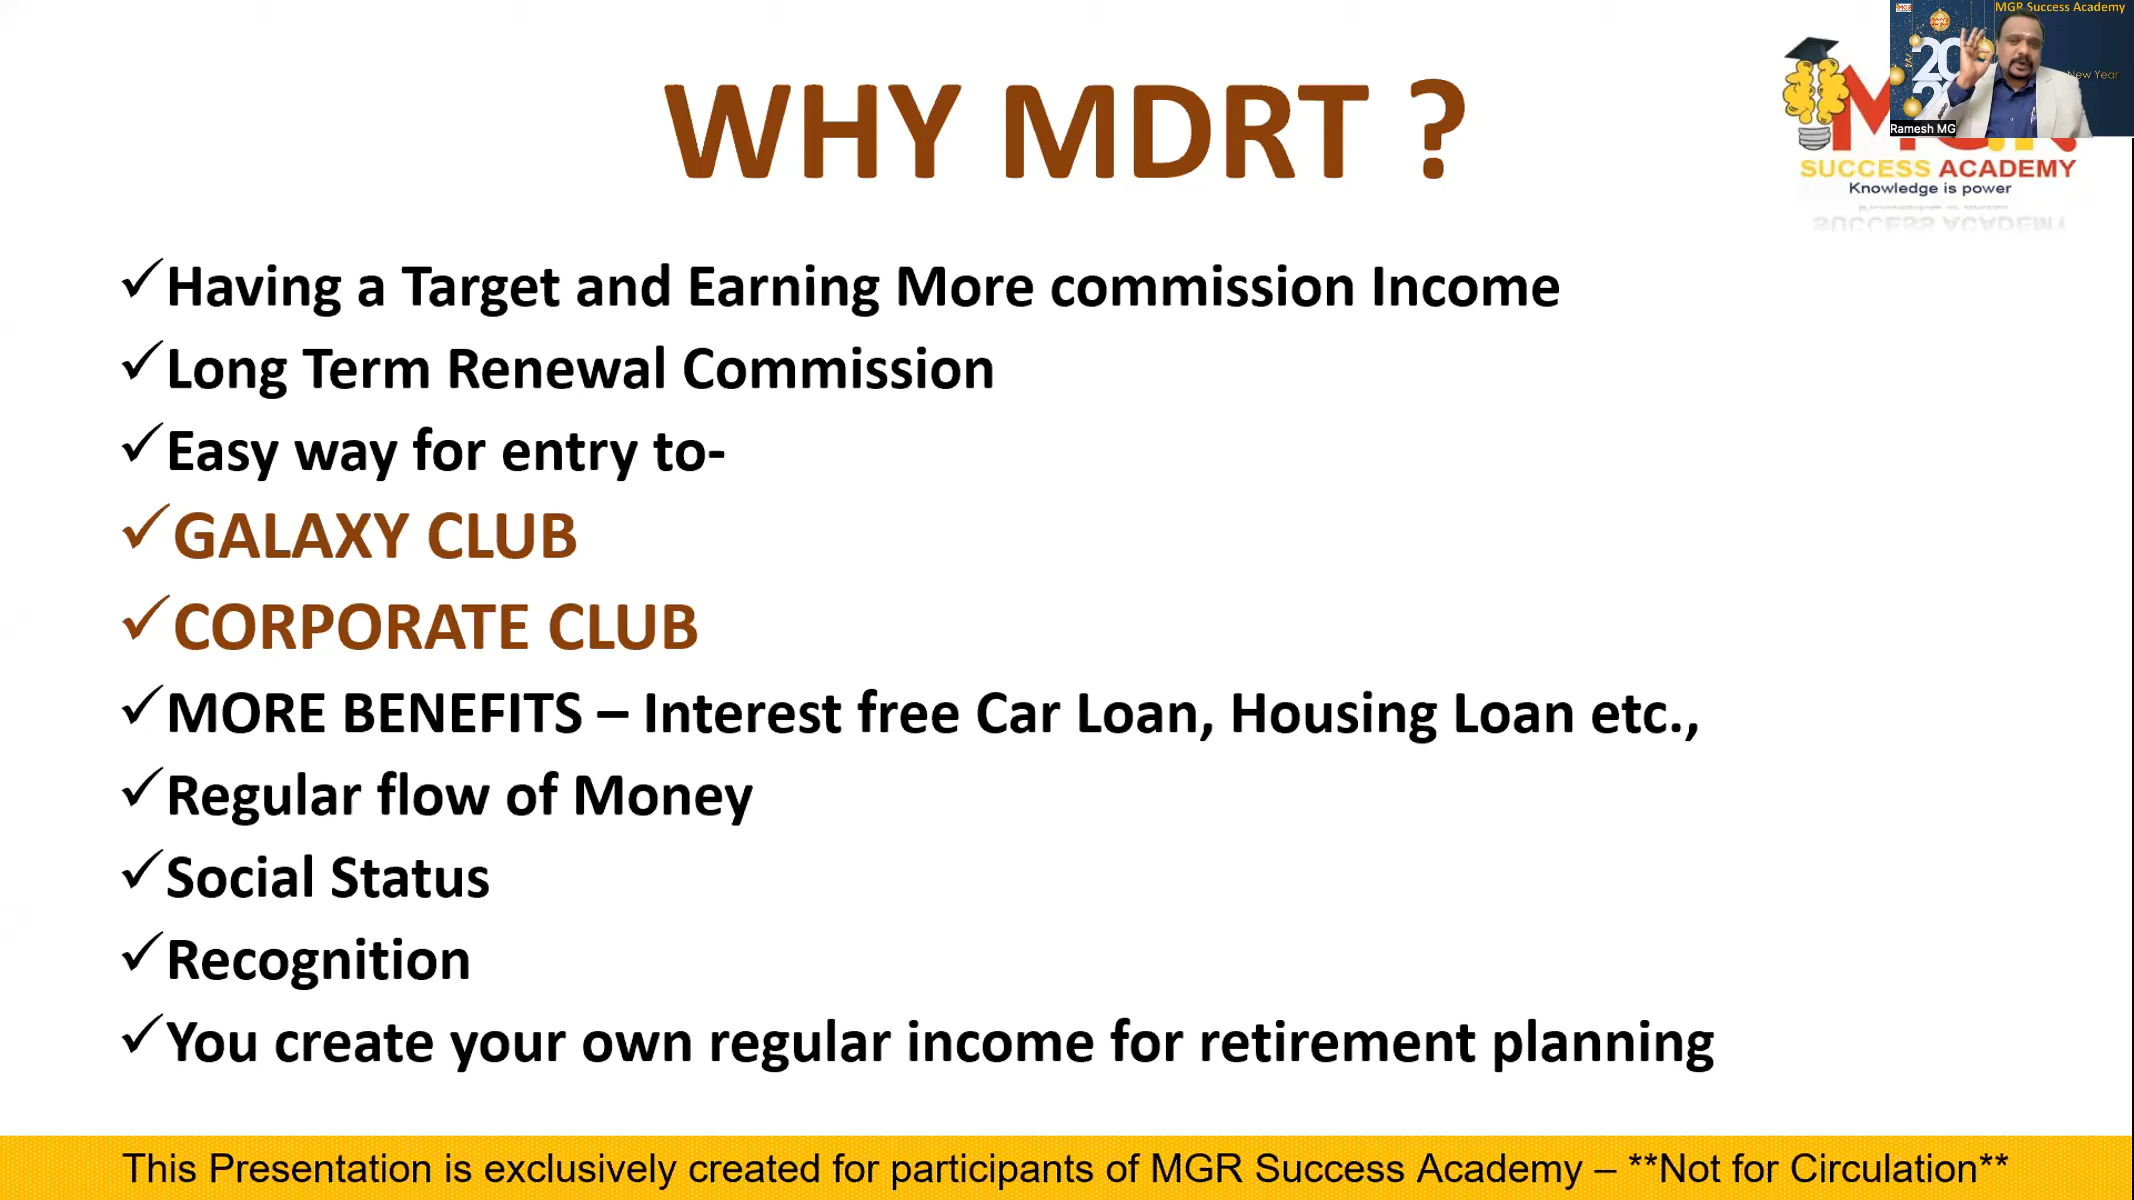 MGR Success Academy
New Year
Ramesh MG
SUCCESS ACADEMY
Knowledge is power
WHY MDRT ?
✓Having a Target and Earning More commission Income
✓Long Term Renewal Commission
✓Easy way for entry to-
✓GALAXY CLUB
✓CORPORATE CLUB
✓MORE BENEFITS – Interest free Car Loan, Housing Loan etc.,
✓Regular flow of Money
✓Social Status
✓Recognition
✓You create your own regular income for retirement planning
This Presentation is exclusively created for participants of MGR Success Academy – **Not for Circulation**